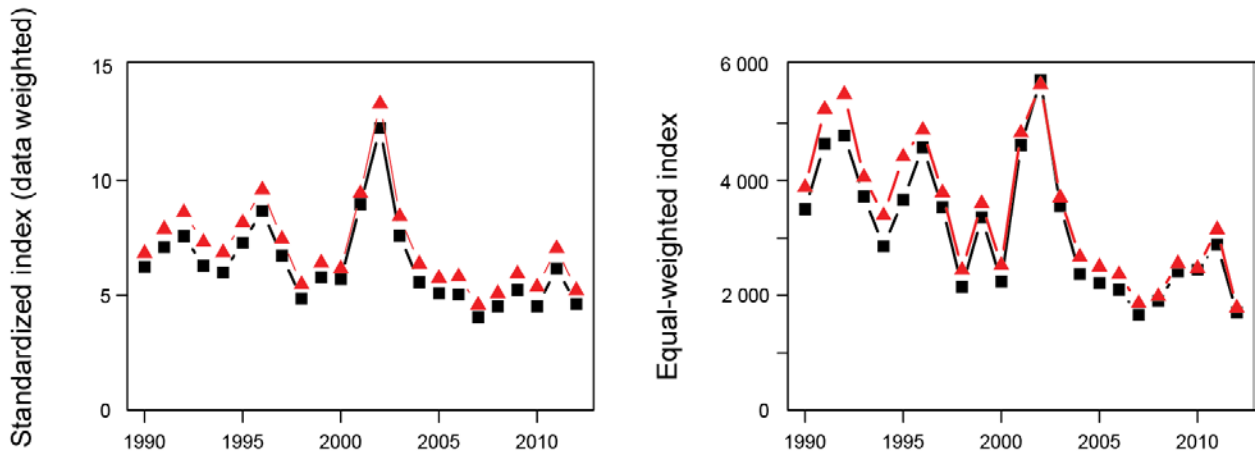 Standardized index (data weighted)
15
10
5
0
1990 1995 2000 2005 2010
Equal-weighted index
6 000
4 000
2 000
0
1990 1995 2000 2005 2010